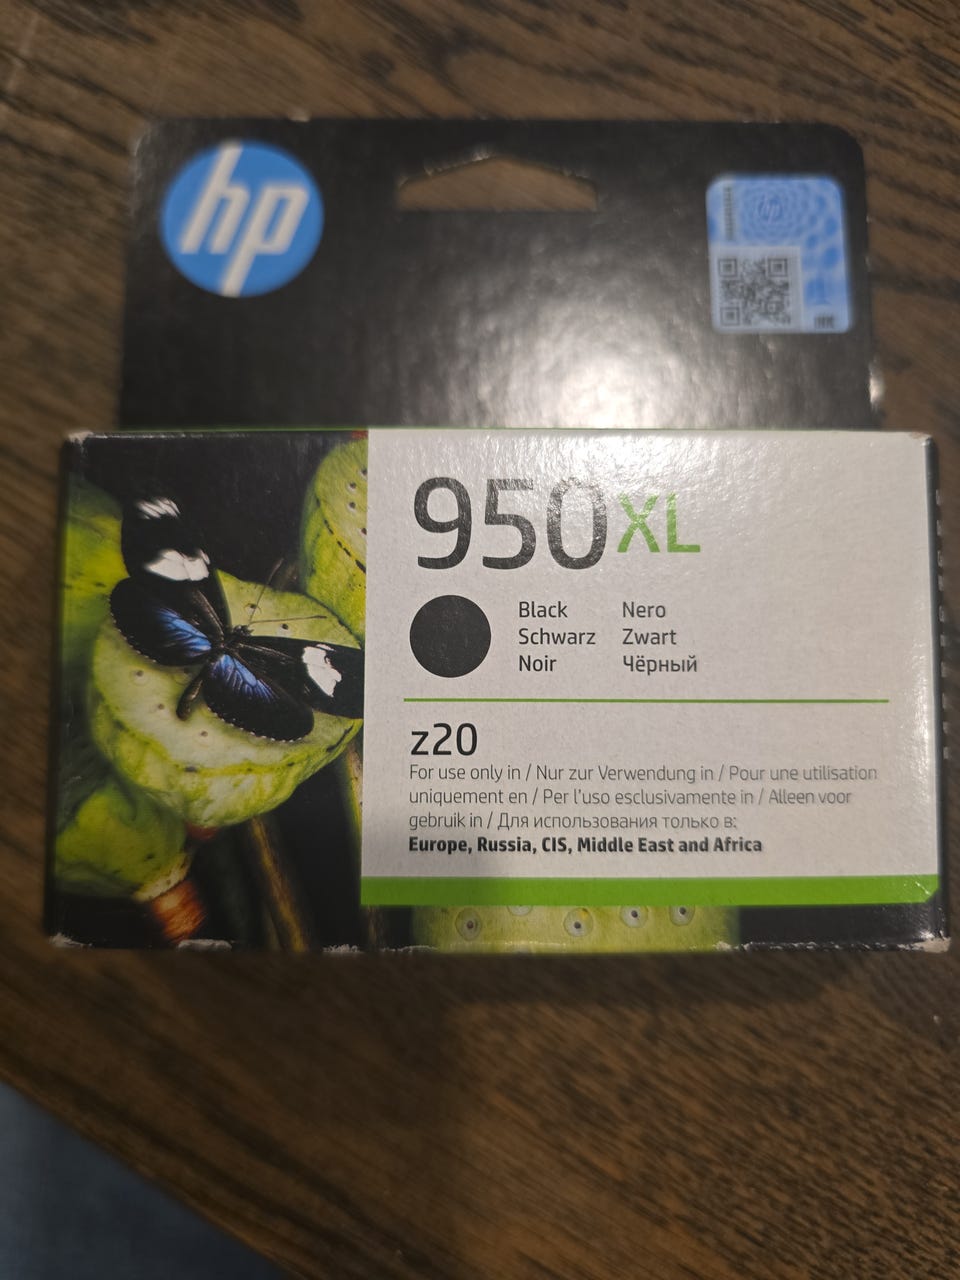 hp
950XL
Black Nero
Schwarz Zwart
Noir Чёрный
z20
For use only in / Nur zur Verwendung in / Pour une utilisation
uniquement en / Per l'uso esclusivamente in / Alleen voor
gebruik in / Для использования только в:
Europe, Russia, CIS, Middle East and Africa